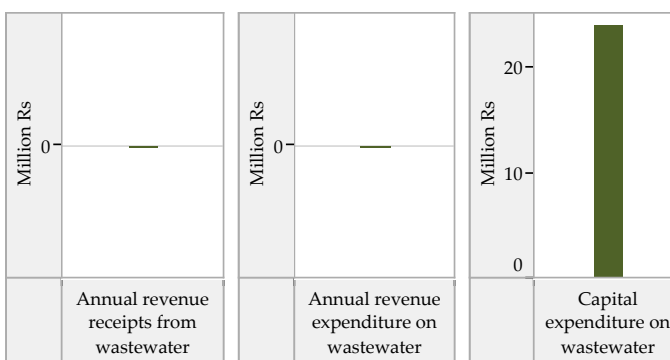 Million Rs
0
Annual revenue
receipts from
wastewater
Million Rs
0
Annual revenue
expenditure on
wastewater
Million Rs
20
10
0
Capital
expenditure on
wastewater